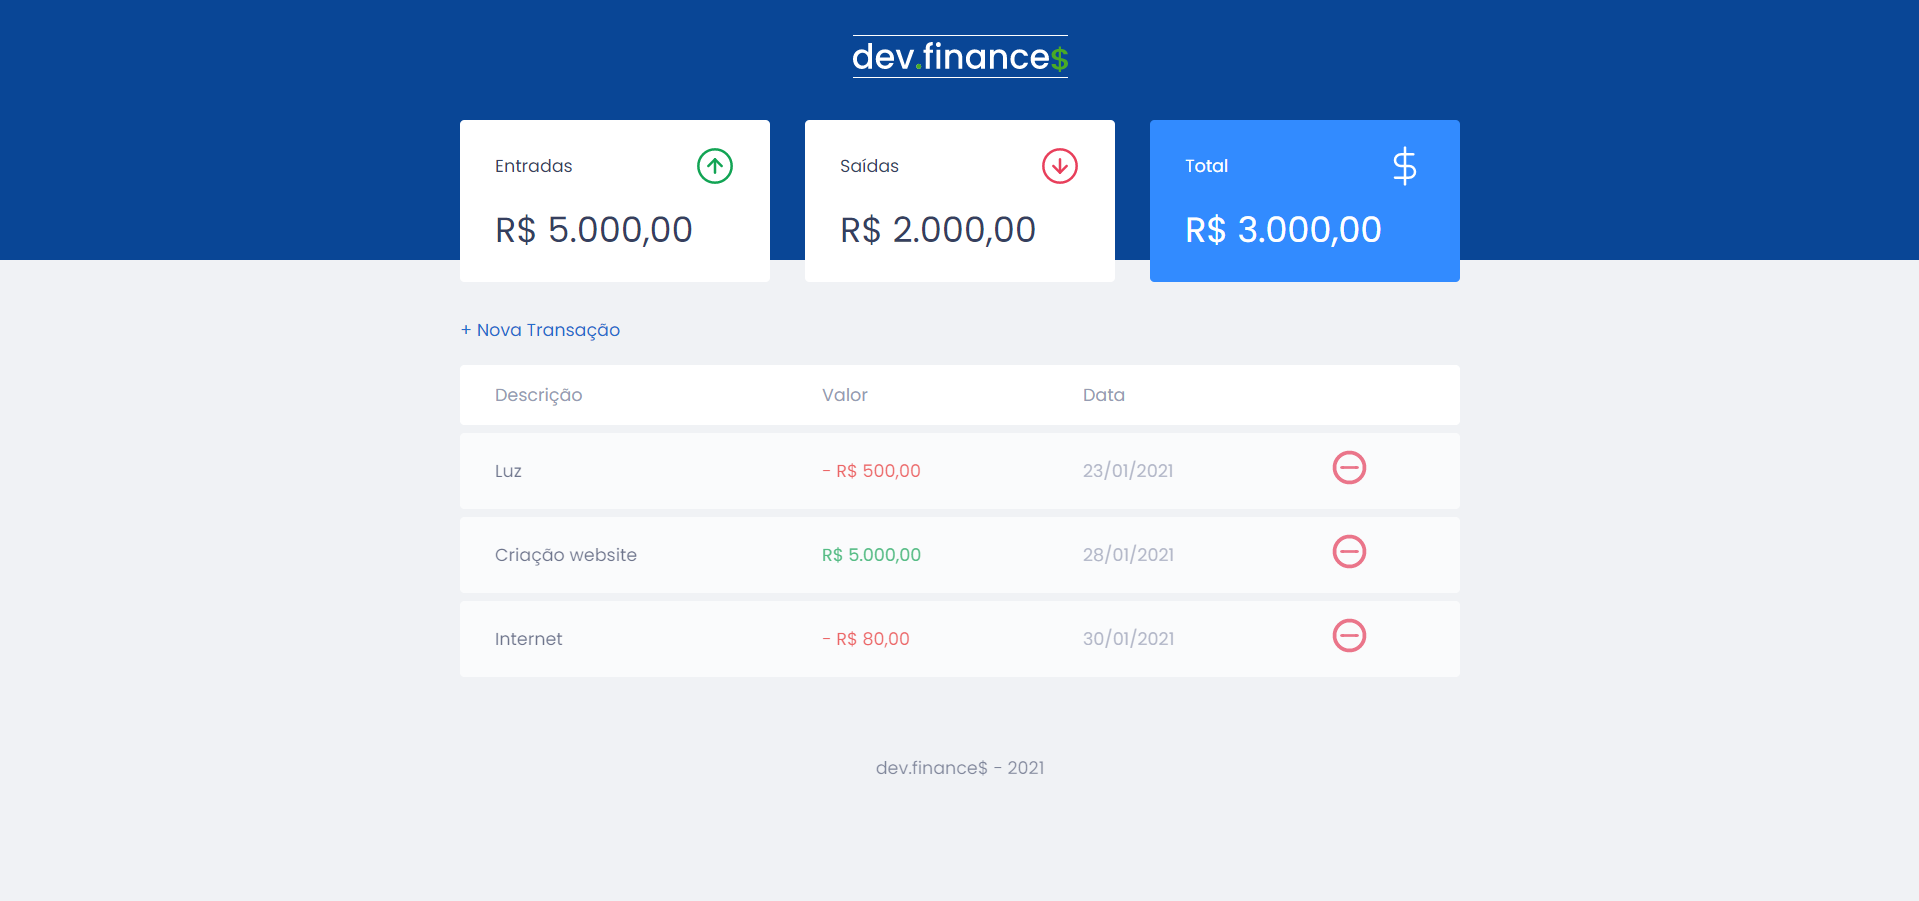 dev.finance$
Entradas
R$ 5.000,00
Saídas
R$ 2.000,00
Total
R$ 3.000,00
+ Nova Transação
Descrição Valor Data
Luz - R$ 500,00 23/01/2021
Criação website R$ 5.000,00 28/01/2021
Internet - R$ 80,00 30/01/2021
dev.finance$ - 2021